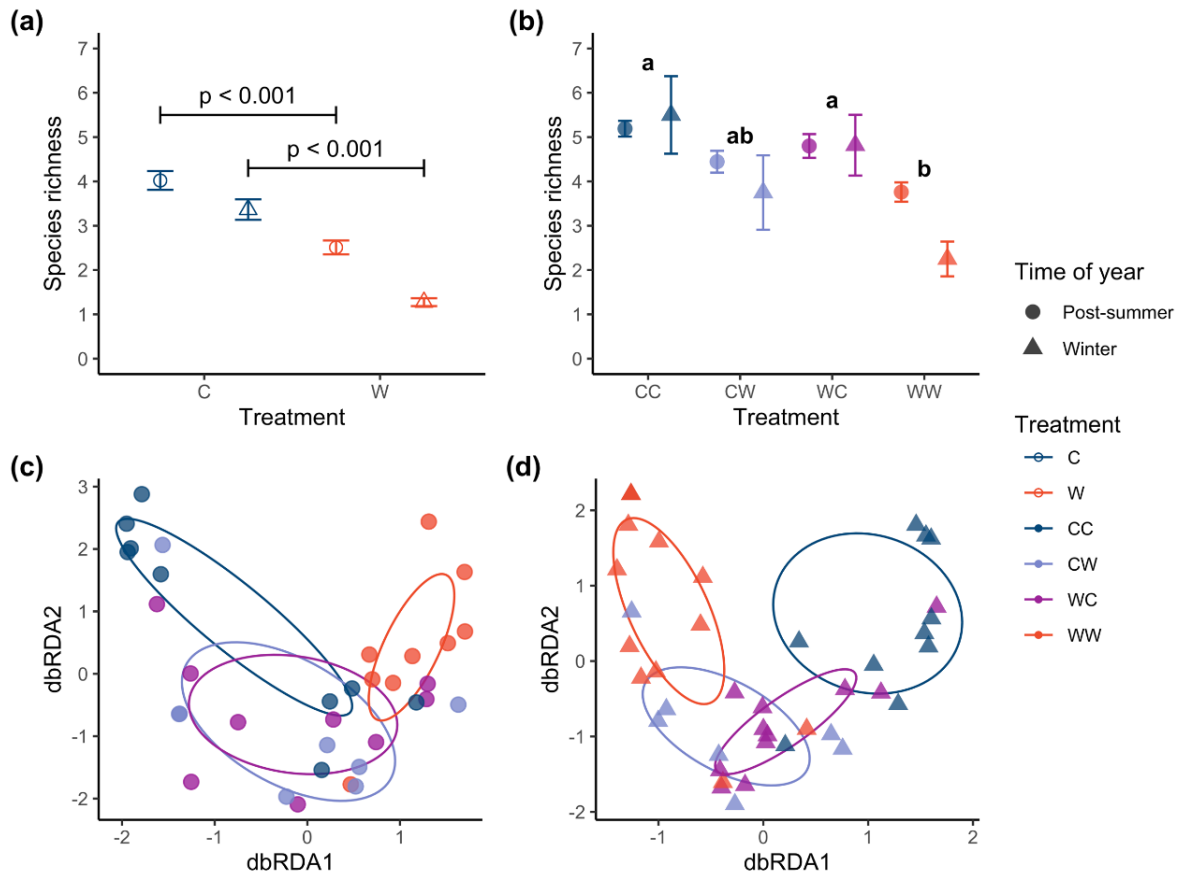 (a)
Species richness
7
6
5
4
3
2
1
0
p < 0.001
p < 0.001
C
W
Treatment
(b)
Species richness
7
6
5
4
3
2
1
0
a
ab
a
b
CC
CW
WC
WW
Treatment
Time of year
Post-summer
Winter
Treatment
C
W
CC
CW
WC
WW
(c)
dbRDA2
3
2
1
0
-1
-2
-2
-1
0
1
dbRDA1
(d)
dbRDA2
2
1
0
-1
-2
-1
0
1
2
dbRDA1